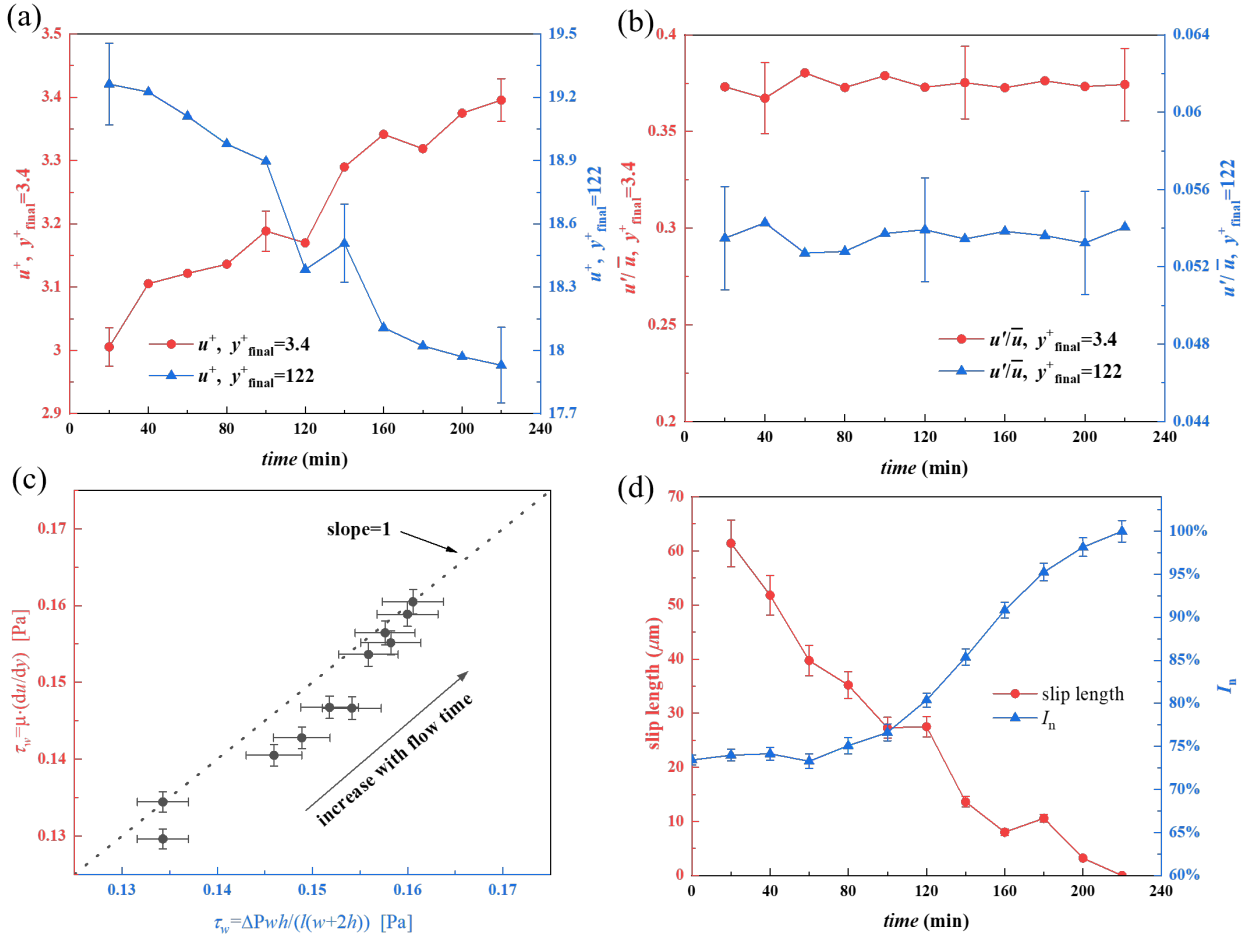 (a)
3.5
3.4
3.3
3.2
3.1
3
2.9
u⁺, y⁺final=3.4
19.5
19.2
18.9
18.6
18.3
18
17.7
u⁺, y⁺final=122
u⁺, y⁺final=3.4
u⁺, y⁺final=122
0 40 80 120 160 200 240
time (min)
(b)
0.4
0.35
0.3
0.25
0.2
u'/u̅, y⁺final=3.4
0.064
0.060
0.056
0.052
0.048
0.044
u'/u̅, y⁺final=122
u'/u̅, y⁺final=3.4
u'/u̅, y⁺final=122
0 40 80 120 160 200 240
time (min)
(c)
0.17
0.16
0.15
0.14
0.13
τw=μ·(du/dy) [Pa]
slope=1
increase with flow time
0.13 0.14 0.15 0.16 0.17
τw=ΔPwh/(l(w+2h)) [Pa]
(d)
70
60
50
40
30
20
10
0
slip length (μm)
100%
95%
90%
85%
80%
75%
70%
65%
60%
In
slip length
In
0 40 80 120 160 200 240
time (min)